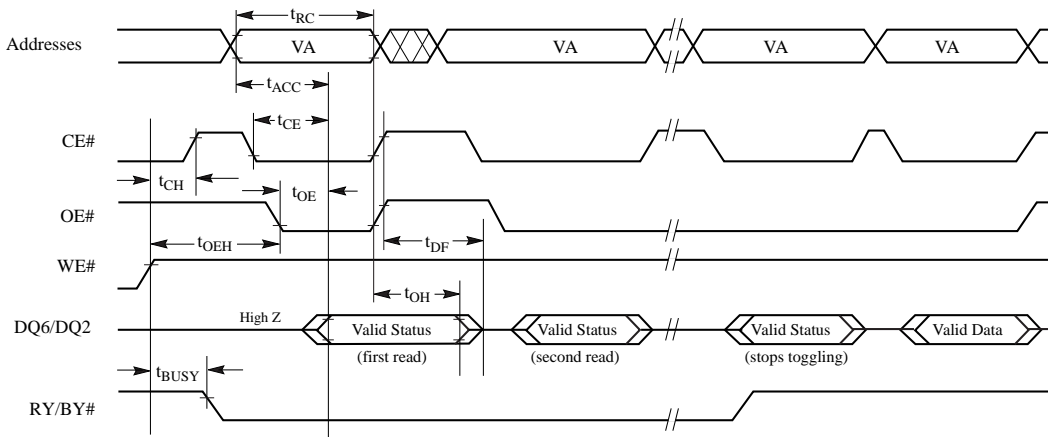 tRC
Addresses VA VA VA VA
tACC
tCE
CE#
tCH tOE
OE#
tOEH tDF
WE#
tOH
High Z
DQ6/DQ2 Valid Status Valid Status Valid Status Valid Data
(first read) (second read) (stops toggling)
tBUSY
RY/BY#